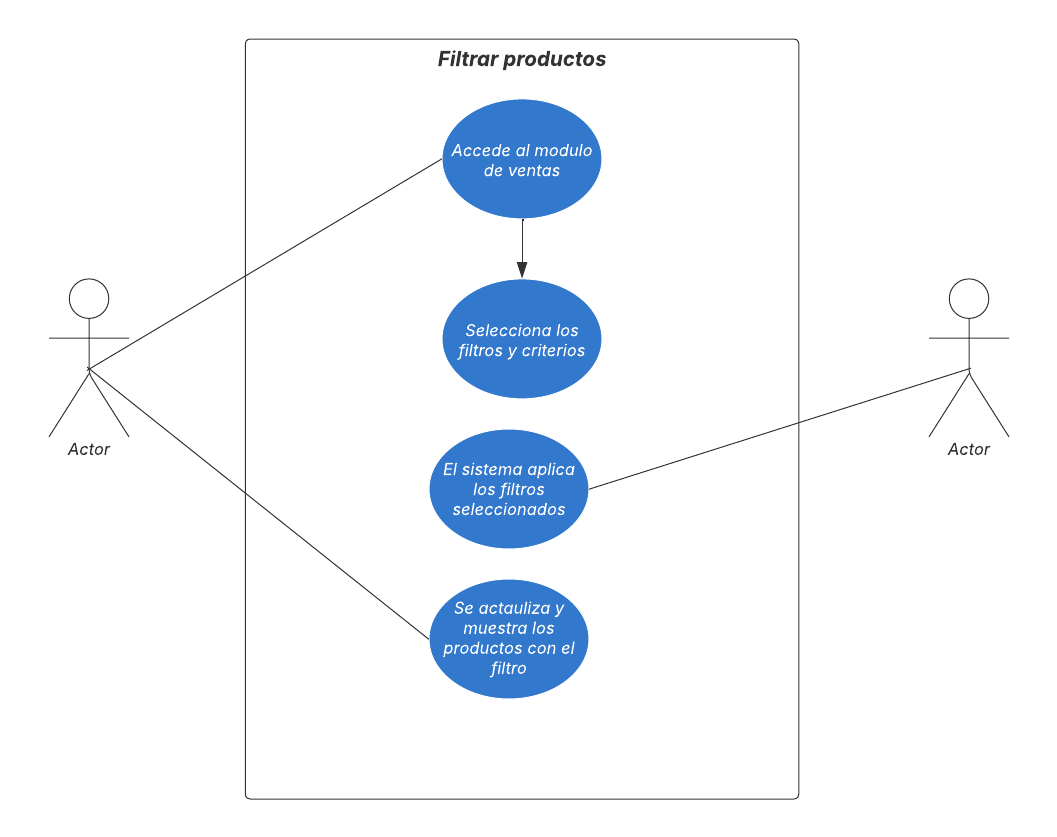 Filtrar productos
Accede al modulo
de ventas
Selecciona los
filtros y criterios
Actor
Actor
El sistema aplica
los filtros
seleccionados
Se actauliza y
muestra los
productos con el
filtro